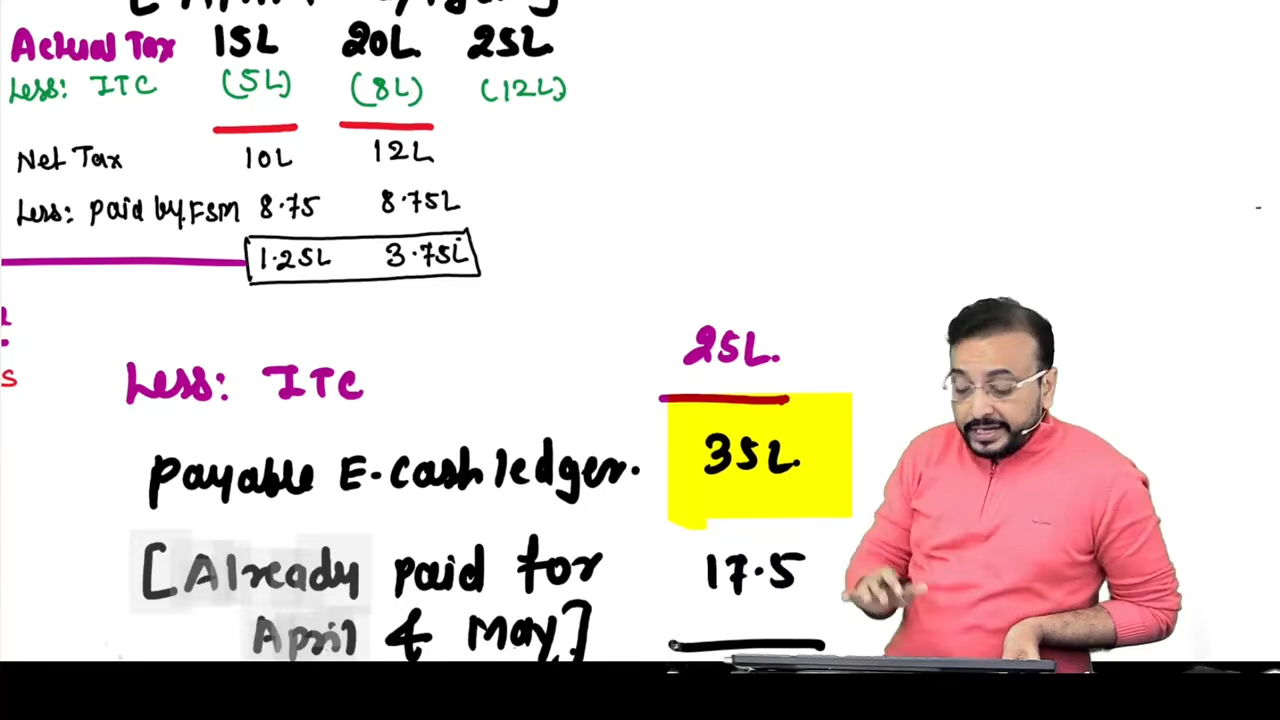 Actual Tax 15L 20L 25L
Less: ITC (5L) (8L) (12L)
Net Tax 10L 12L
Less: paid by FSM 8.75 8.75L
1.25L 3.75L
25L.
Less: ITC
payable E-cash ledger. 35L.
[Already paid for 17.5
April & May]